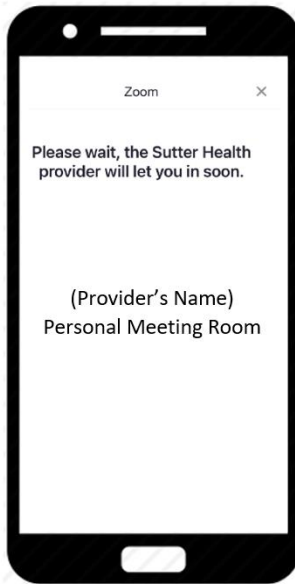 Zoom
Please wait, the Sutter Health
provider will let you in soon.
(Provider’s Name)
Personal Meeting Room